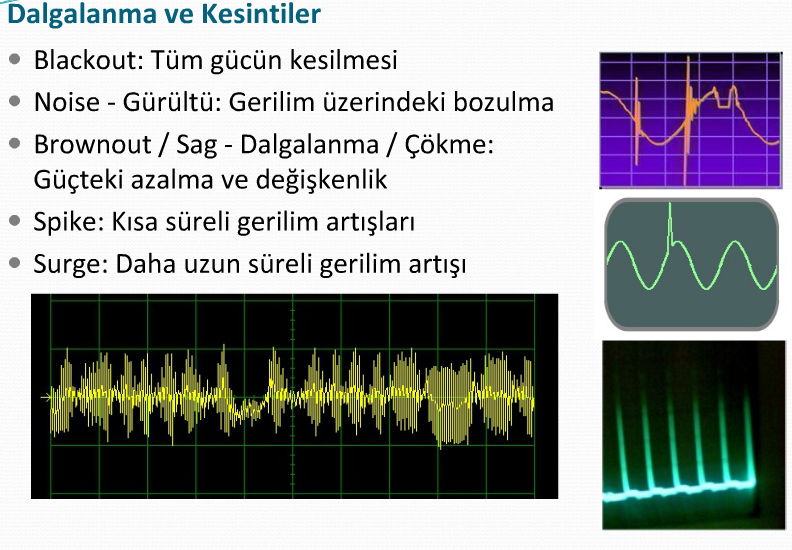 Dalgalanma ve Kesintiler
Blackout: Tüm gücün kesilmesi
Noise - Gürültü: Gerilim üzerindeki bozulma
Brownout / Sag - Dalgalanma / Çökme:
Güçteki azalma ve değişkenlik
Spike: Kısa süreli gerilim artışları
Surge: Daha uzun süreli gerilim artışı